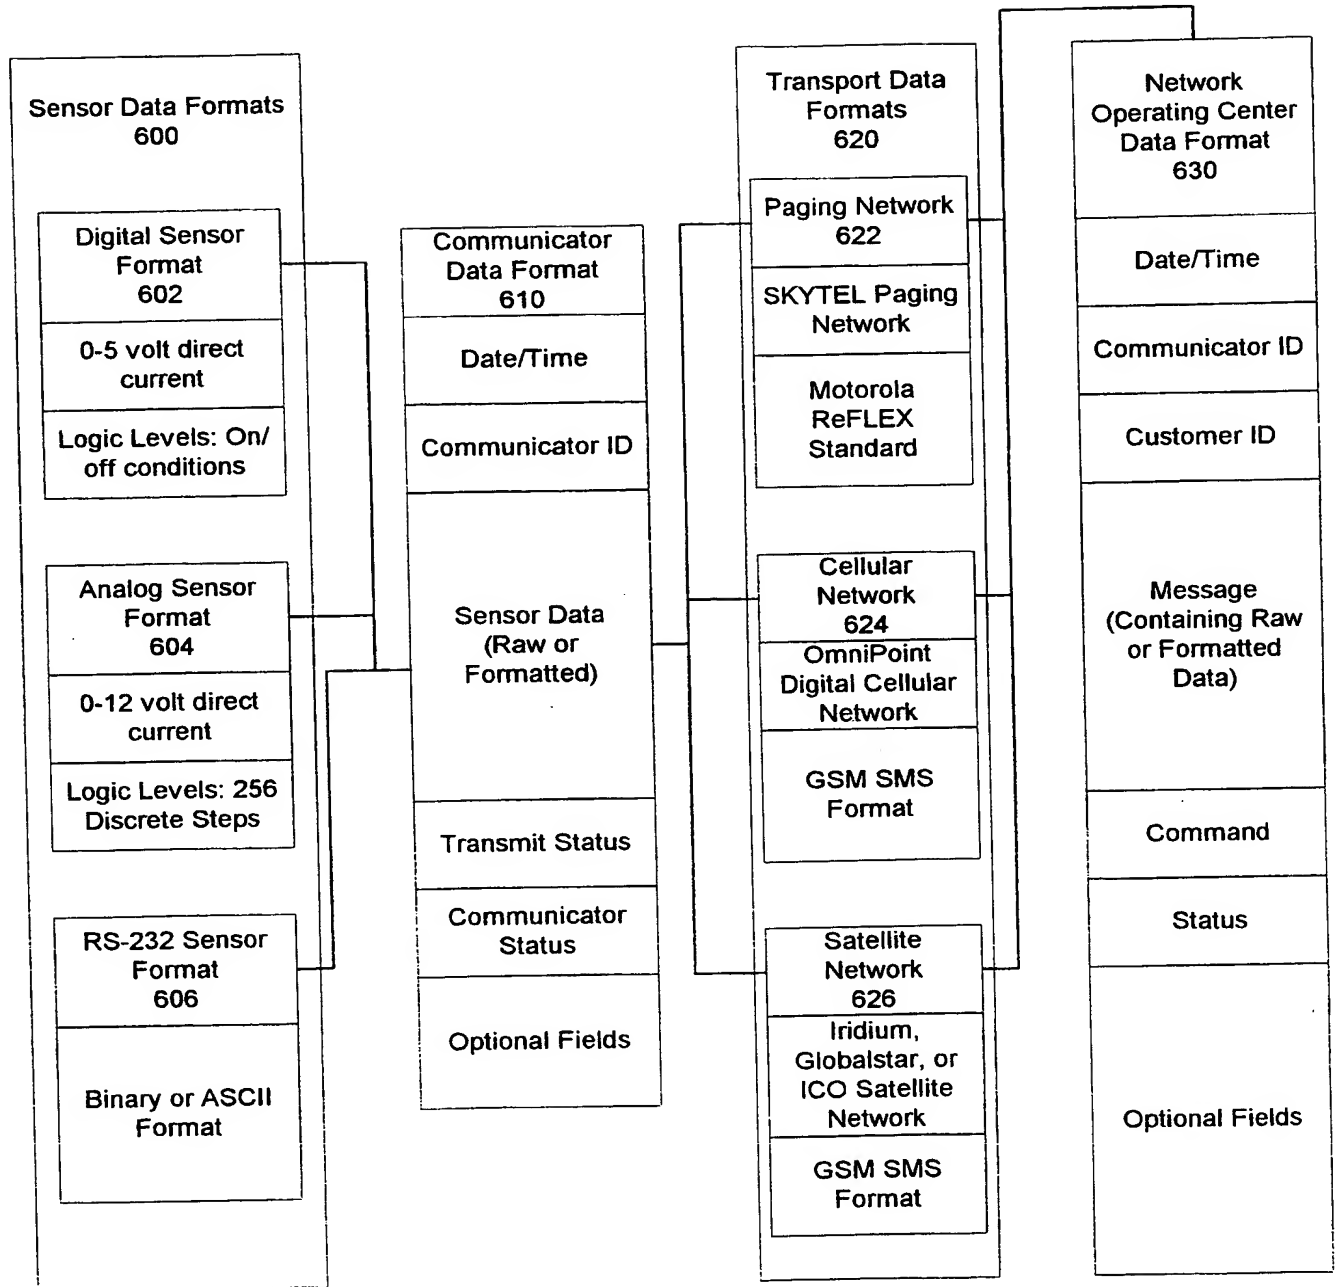 Sensor Data Formats
600
Digital Sensor
Format
602
0-5 volt direct
current
Logic Levels: On/
off conditions
Analog Sensor
Format
604
0-12 volt direct
current
Logic Levels: 256
Discrete Steps
RS-232 Sensor
Format
606
Binary or ASCII
Format
Communicator
Data Format
610
Date/Time
Communicator ID
Sensor Data
(Raw or
Formatted)
Transmit Status
Communicator
Status
Optional Fields
Transport Data
Formats
620
Paging Network
622
SKYTEL Paging
Network
Motorola
ReFLEX
Standard
Cellular
Network
624
OmniPoint
Digital Cellular
Network
GSM SMS
Format
Satellite
Network
626
Iridium,
Globalstar, or
ICO Satellite
Network
GSM SMS
Format
Network
Operating Center
Data Format
630
Date/Time
Communicator ID
Customer ID
Message
(Containing Raw
or Formatted
Data)
Command
Status
Optional Fields